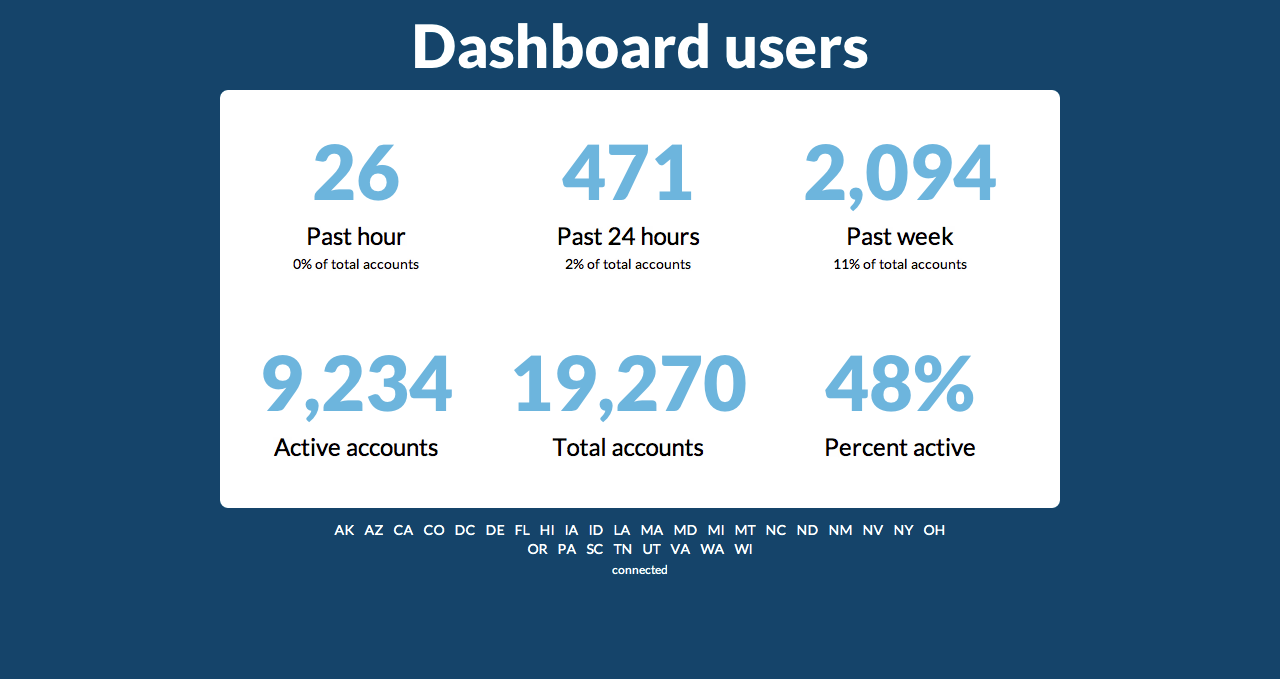 Dashboard users
26 471 2,094
Past hour Past 24 hours Past week
0% of total accounts 2% of total accounts 11% of total accounts
9,234 19,270 48%
Active accounts Total accounts Percent active
AK AZ CA CO DC DE FL HI IA ID LA MA MD MI MT NC ND NM NV NY OH
OR PA SC TN UT VA WA WI
connected